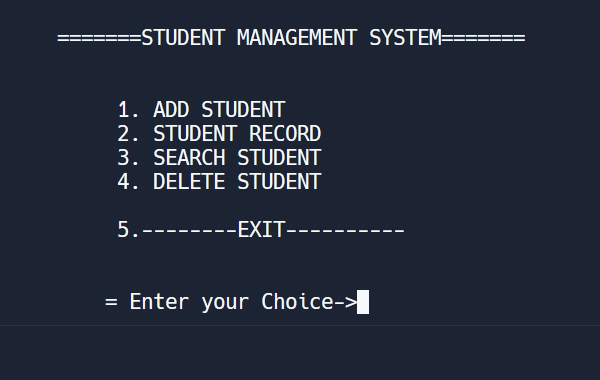 =======STUDENT MANAGEMENT SYSTEM=======
1. ADD STUDENT
2. STUDENT RECORD
3. SEARCH STUDENT
4. DELETE STUDENT
5.--------EXIT----------
= Enter your Choice->